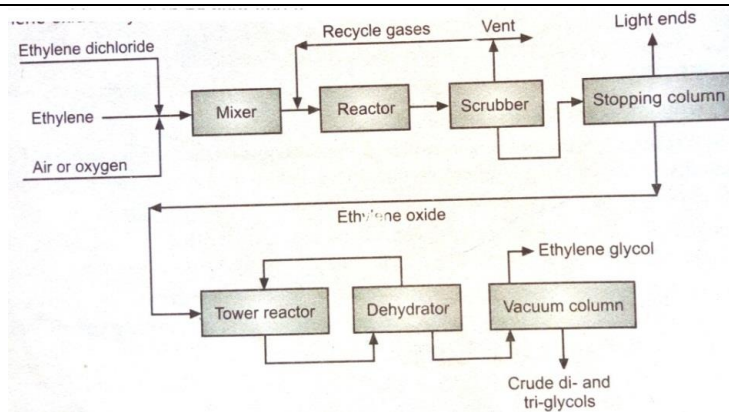 Ethylene dichloride
Recycle gases
Vent
Light ends
Ethylene
Mixer
Reactor
Scrubber
Stopping column
Air or oxygen
Ethylene oxide
Ethylene glycol
Tower reactor
Dehydrator
Vacuum column
Crude di- and
tri-glycols